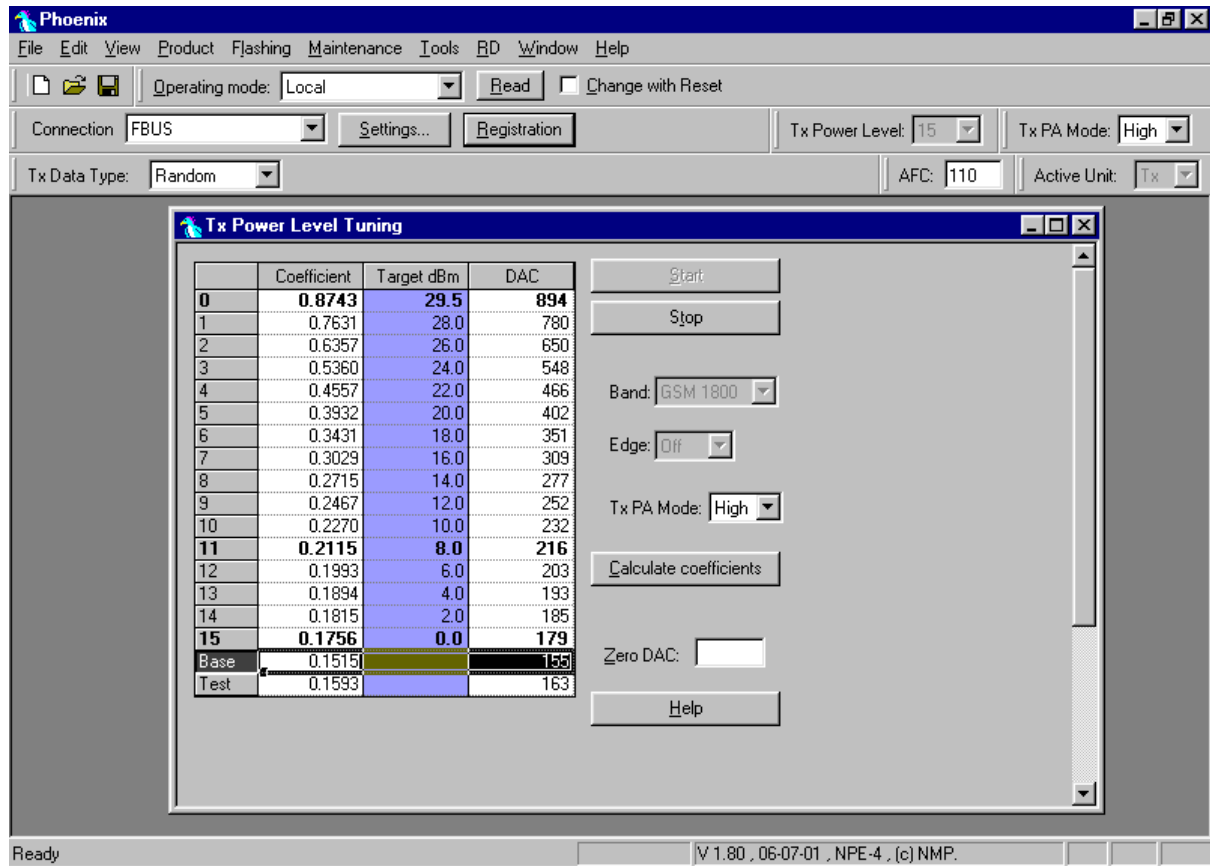 Phoenix
File Edit View Product Flashing Maintenance Tools RD Window Help
Operating mode: Local Read Change with Reset
Connection FBUS Settings... Registration Tx Power Level: 15 Tx PA Mode: High
Tx Data Type: Random AFC: 110 Active Unit: Tx
Tx Power Level Tuning
Coefficient Target dBm DAC
0 0.8743 29.5 894
1 0.7631 28.0 780
2 0.6357 26.0 650
3 0.5360 24.0 548
4 0.4557 22.0 466
5 0.3932 20.0 402
6 0.3431 18.0 351
7 0.3029 16.0 309
8 0.2715 14.0 277
9 0.2467 12.0 252
10 0.2270 10.0 232
11 0.2115 8.0 216
12 0.1993 6.0 203
13 0.1894 4.0 193
14 0.1815 2.0 185
15 0.1756 0.0 179
Base 0.1515 155
Test 0.1593 163
Start
Stop
Band: GSM 1800
Edge: Off
Tx PA Mode: High
Calculate coefficients
Zero DAC:
Help
Ready V 1.80 , 06-07-01 , NPE-4 , (c) NMP.